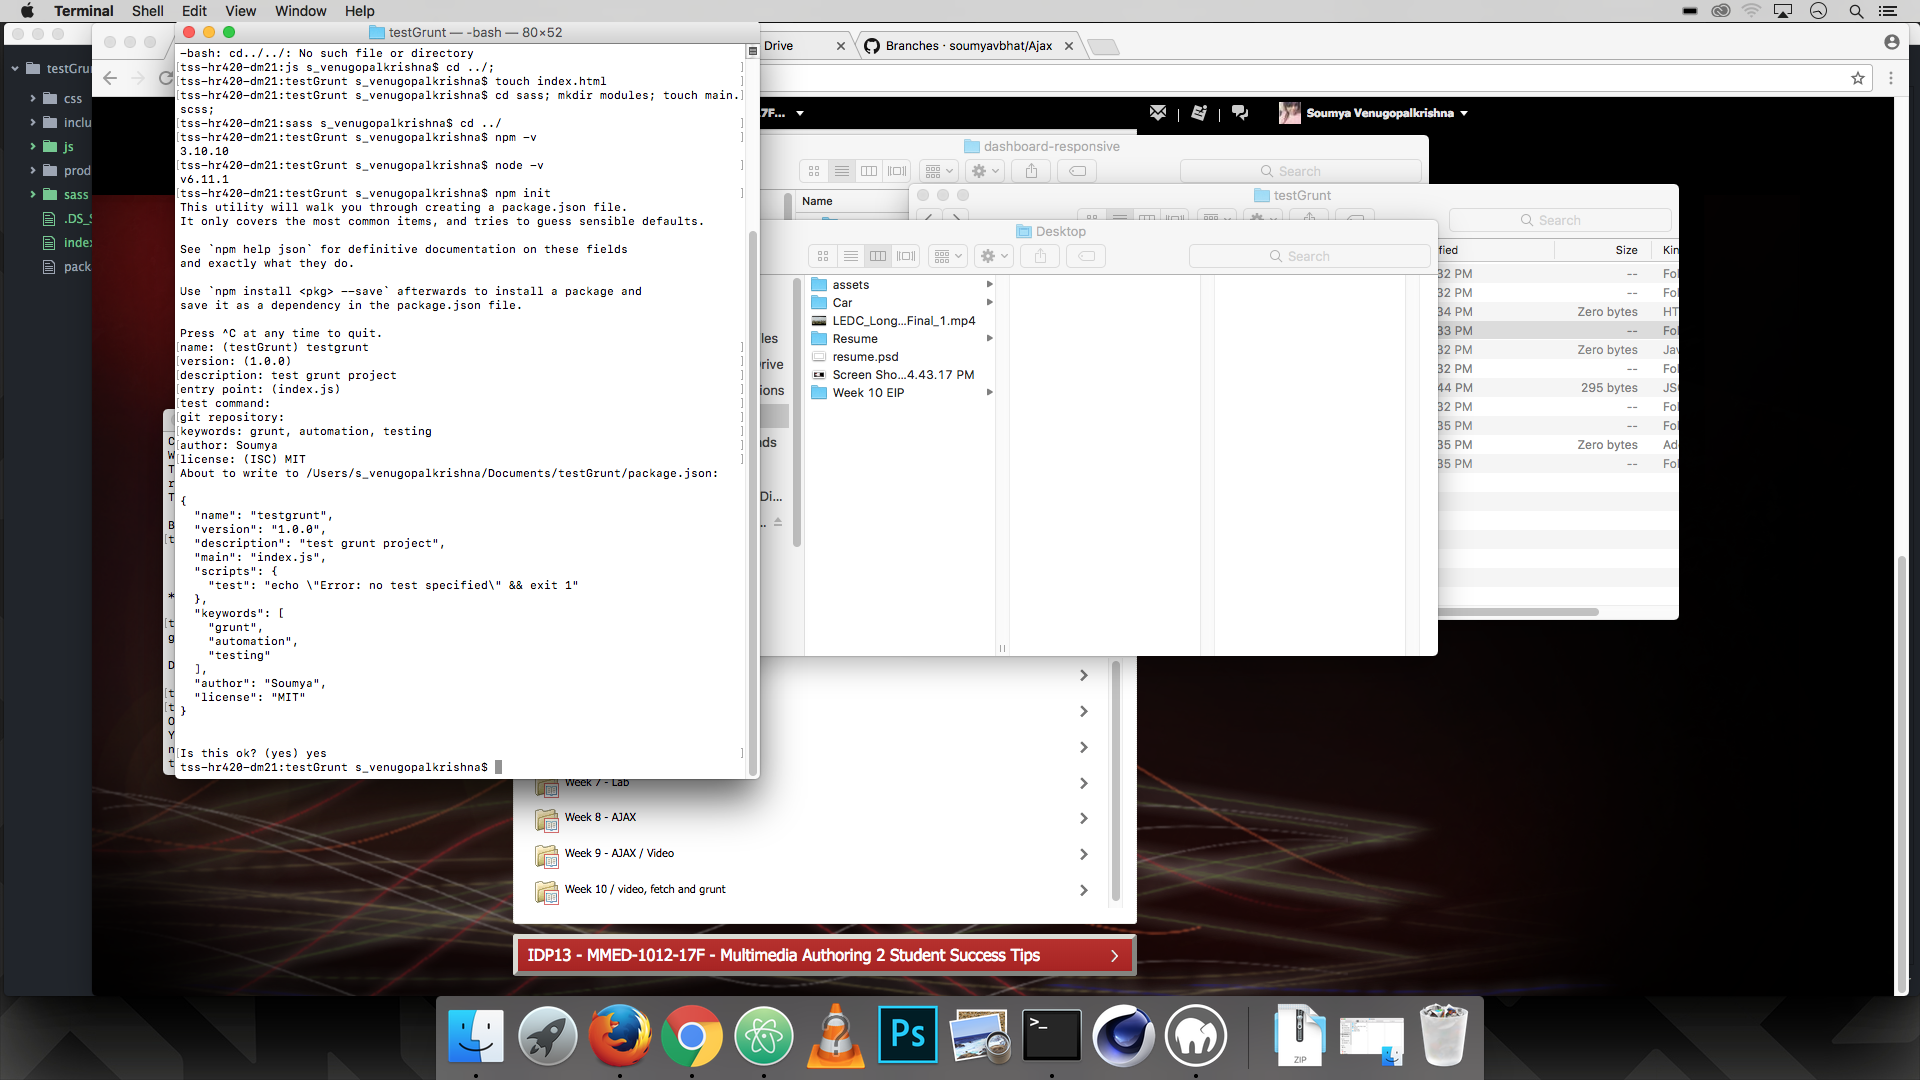 Terminal Shell Edit View Window Help
testGrunt — -bash — 80×52
-bash: cd../../: No such file or directory
[tss-hr420-dm21:js s_venugopalkrishna$ cd ../; ]
[tss-hr420-dm21:testGrunt s_venugopalkrishna$ touch index.html ]
[tss-hr420-dm21:testGrunt s_venugopalkrishna$ cd sass; mkdir modules; touch main.]
scss;
[tss-hr420-dm21:sass s_venugopalkrishna$ cd ../ ]
[tss-hr420-dm21:testGrunt s_venugopalkrishna$ npm -v ]
3.10.10
[tss-hr420-dm21:testGrunt s_venugopalkrishna$ node -v ]
v6.11.1
[tss-hr420-dm21:testGrunt s_venugopalkrishna$ npm init ]
This utility will walk you through creating a package.json file.
It only covers the most common items, and tries to guess sensible defaults.
See `npm help json` for definitive documentation on these fields
and exactly what they do.
Use `npm install <pkg> --save` afterwards to install a package and
save it as a dependency in the package.json file.
Press ^C at any time to quit.
[name: (testGrunt) testgrunt ]
[version: (1.0.0) ]
[description: test grunt project ]
[entry point: (index.js) ]
[test command: ]
[git repository: ]
[keywords: grunt, automation, testing ]
[author: Soumya ]
[license: (ISC) MIT ]
About to write to /Users/s_venugopalkrishna/Documents/testGrunt/package.json:
{
"name": "testgrunt",
"version": "1.0.0",
"description": "test grunt project",
"main": "index.js",
"scripts": {
"test": "echo \"Error: no test specified\" && exit 1"
},
"keywords": [
"grunt",
"automation",
"testing"
],
"author": "Soumya",
"license": "MIT"
}
[Is this ok? (yes) yes ]
tss-hr420-dm21:testGrunt s_venugopalkrishna$
testGru
css
inclu
js
prod
sass
.DS_S
index
pack
Drive
Branches · soumyavbhat/Ajax
7F...
Soumya Venugopalkrishna
dashboard-responsive
Search
Name
testGrunt
Search
Size
32 PM -- Fol
32 PM -- Fol
34 PM Zero bytes HT
33 PM -- Fol
32 PM Zero bytes Jav
32 PM -- Fol
44 PM 295 bytes JS
32 PM -- Fol
35 PM -- Fol
35 PM Zero bytes Ad
35 PM -- Fol
Desktop
Search
assets
Car
LEDC_Long...Final_1.mp4
Resume
resume.psd
Screen Sho...4.43.17 PM
Week 10 EIP
Week 7 - Lab
Week 8 - AJAX
Week 9 - AJAX / Video
Week 10 / video, fetch and grunt
IDP13 - MMED-1012-17F - Multimedia Authoring 2 Student Success Tips
Ps
>_
ZIP